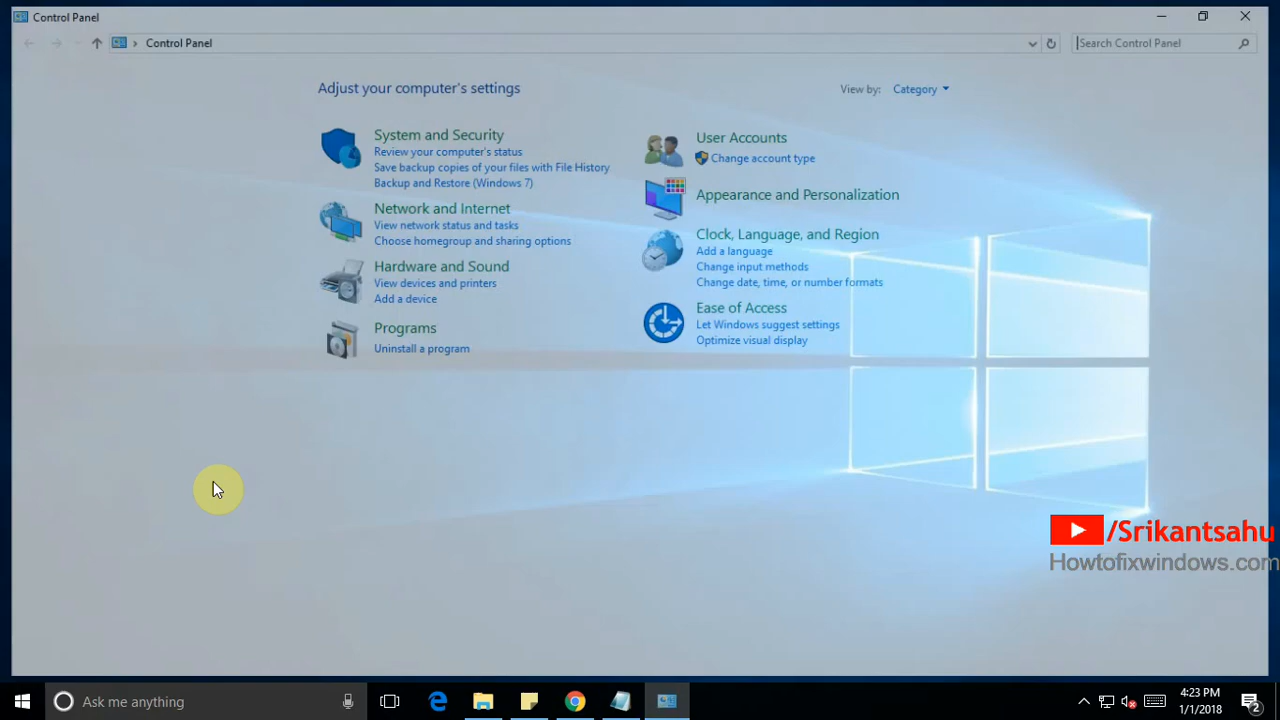 Control Panel
Control Panel
Search Control Panel
Adjust your computer's settings
View by: Category
System and Security
Review your computer's status
Save backup copies of your files with File History
Backup and Restore (Windows 7)
Network and Internet
View network status and tasks
Choose homegroup and sharing options
Hardware and Sound
View devices and printers
Add a device
Programs
Uninstall a program
User Accounts
Change account type
Appearance and Personalization
Clock, Language, and Region
Add a language
Change input methods
Change date, time, or number formats
Ease of Access
Let Windows suggest settings
Optimize visual display
/Srikantsahu
Howtofixwindows.com
Ask me anything
4:23 PM
1/1/2018
2